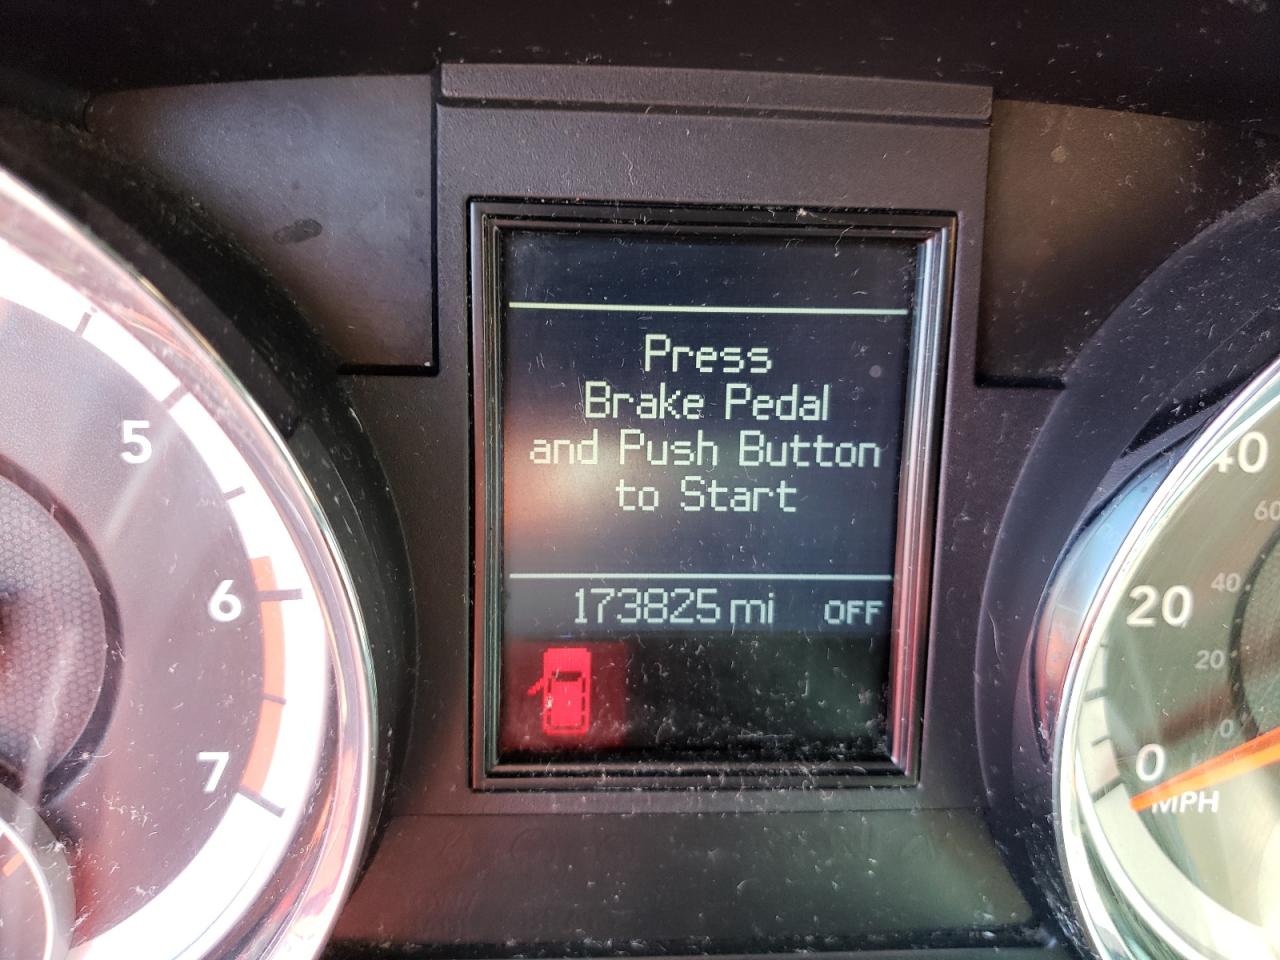 Press
Brake Pedal
and Push Button
to Start
173825 mi OFF
5
6
7
40
60
20
40
20
0
0
MPH